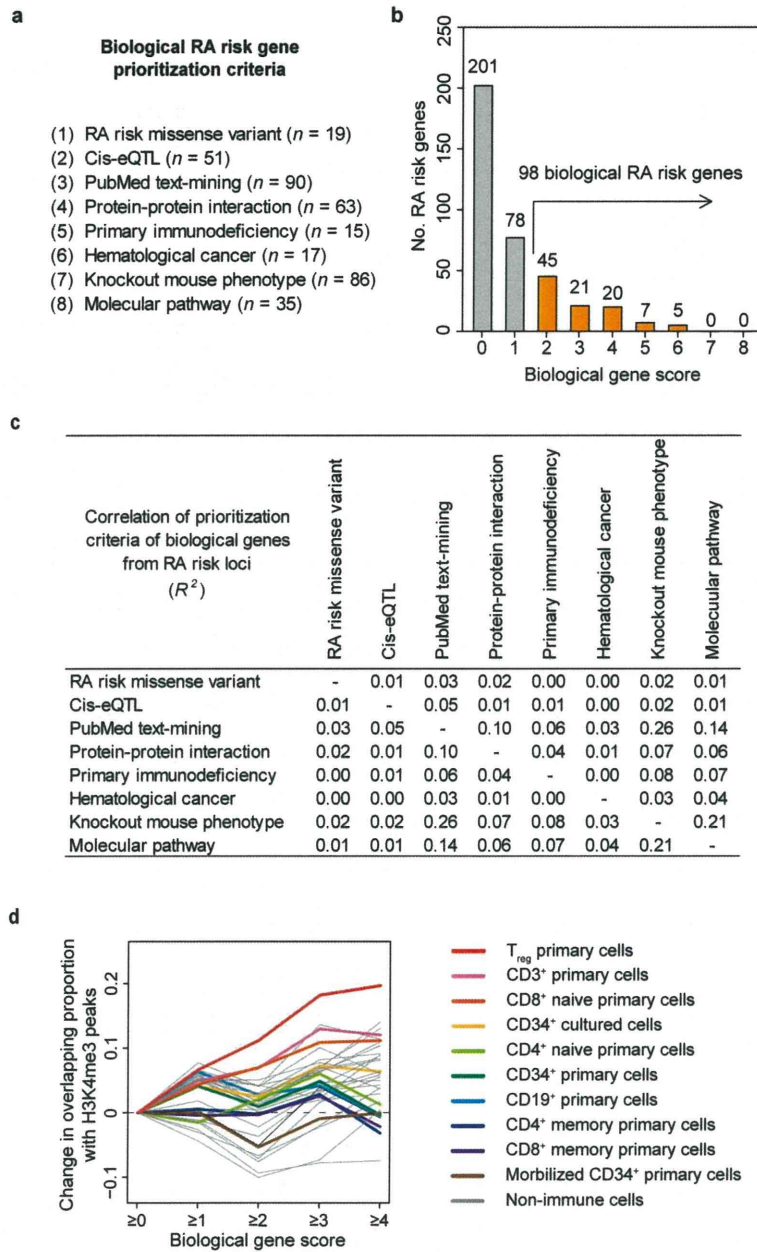 a
Biological RA risk gene
prioritization criteria
(1) RA risk missense variant (n = 19)
(2) Cis-eQTL (n = 51)
(3) PubMed text-mining (n = 90)
(4) Protein-protein interaction (n = 63)
(5) Primary immunodeficiency (n = 15)
(6) Hematological cancer (n = 17)
(7) Knockout mouse phenotype (n = 86)
(8) Molecular pathway (n = 35)
b
No. RA risk genes
250
200
150
100
50
0
201
78
45
21
20
7
5
0
0
98 biological RA risk genes
0 1 2 3 4 5 6 7 8
Biological gene score
c
Correlation of prioritization
criteria of biological genes
from RA risk loci
(R²)
RA risk missense variant
Cis-eQTL
PubMed text-mining
Protein-protein interaction
Primary immunodeficiency
Hematological cancer
Knockout mouse phenotype
Molecuular pathway
RA risk missense variant - 0.01 0.03 0.02 0.00 0.00 0.02 0.01
Cis-eQTL 0.01 - 0.05 0.01 0.01 0.00 0.02 0.01
PubMed text-mining 0.03 0.05 - 0.10 0.06 0.03 0.26 0.14
Protein-protein interaction 0.02 0.01 0.10 - 0.04 0.01 0.07 0.06
Primary immunodeficiency 0.00 0.01 0.06 0.04 - 0.00 0.08 0.07
Hematological cancer 0.00 0.00 0.03 0.01 0.00 - 0.03 0.04
Knockout mouse phenotype 0.02 0.02 0.26 0.07 0.08 0.03 - 0.21
Molecular pathway 0.01 0.01 0.14 0.06 0.07 0.04 0.21 -
d
Change in overlapping proportion
with H3K4me3 peaks
0.2
0.1
0
−0.1
≥0 ≥1 ≥2 ≥3 ≥4
Biological gene score
Treg primary cells
CD3⁺ primary cells
CD8⁺ naive primary cells
CD34⁺ cultured cells
CD4⁺ naive primary cells
CD34⁺ primary cells
CD19⁺ primary cells
CD4⁺ memory primary cells
CD8⁺ memory primary cells
Morbilized CD34⁺ primary cells
Non-immune cells